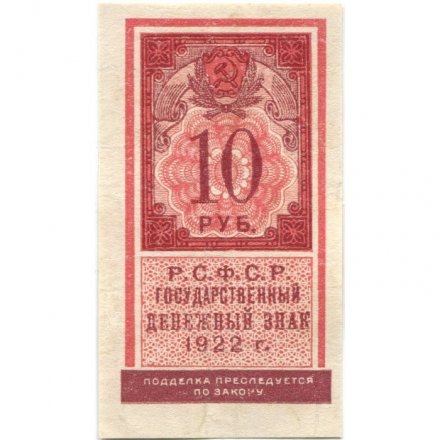 10
РУБ.
Р.С.Ф.С.Р.
ГОСУДАРСТВЕННЫЙ
ДЕНЕЖНЫЙ ЗНАК
1922 г.
ПОДДЕЛКА ПРЕСЛЕДУЕТСЯ
ПО ЗАКОНУ.